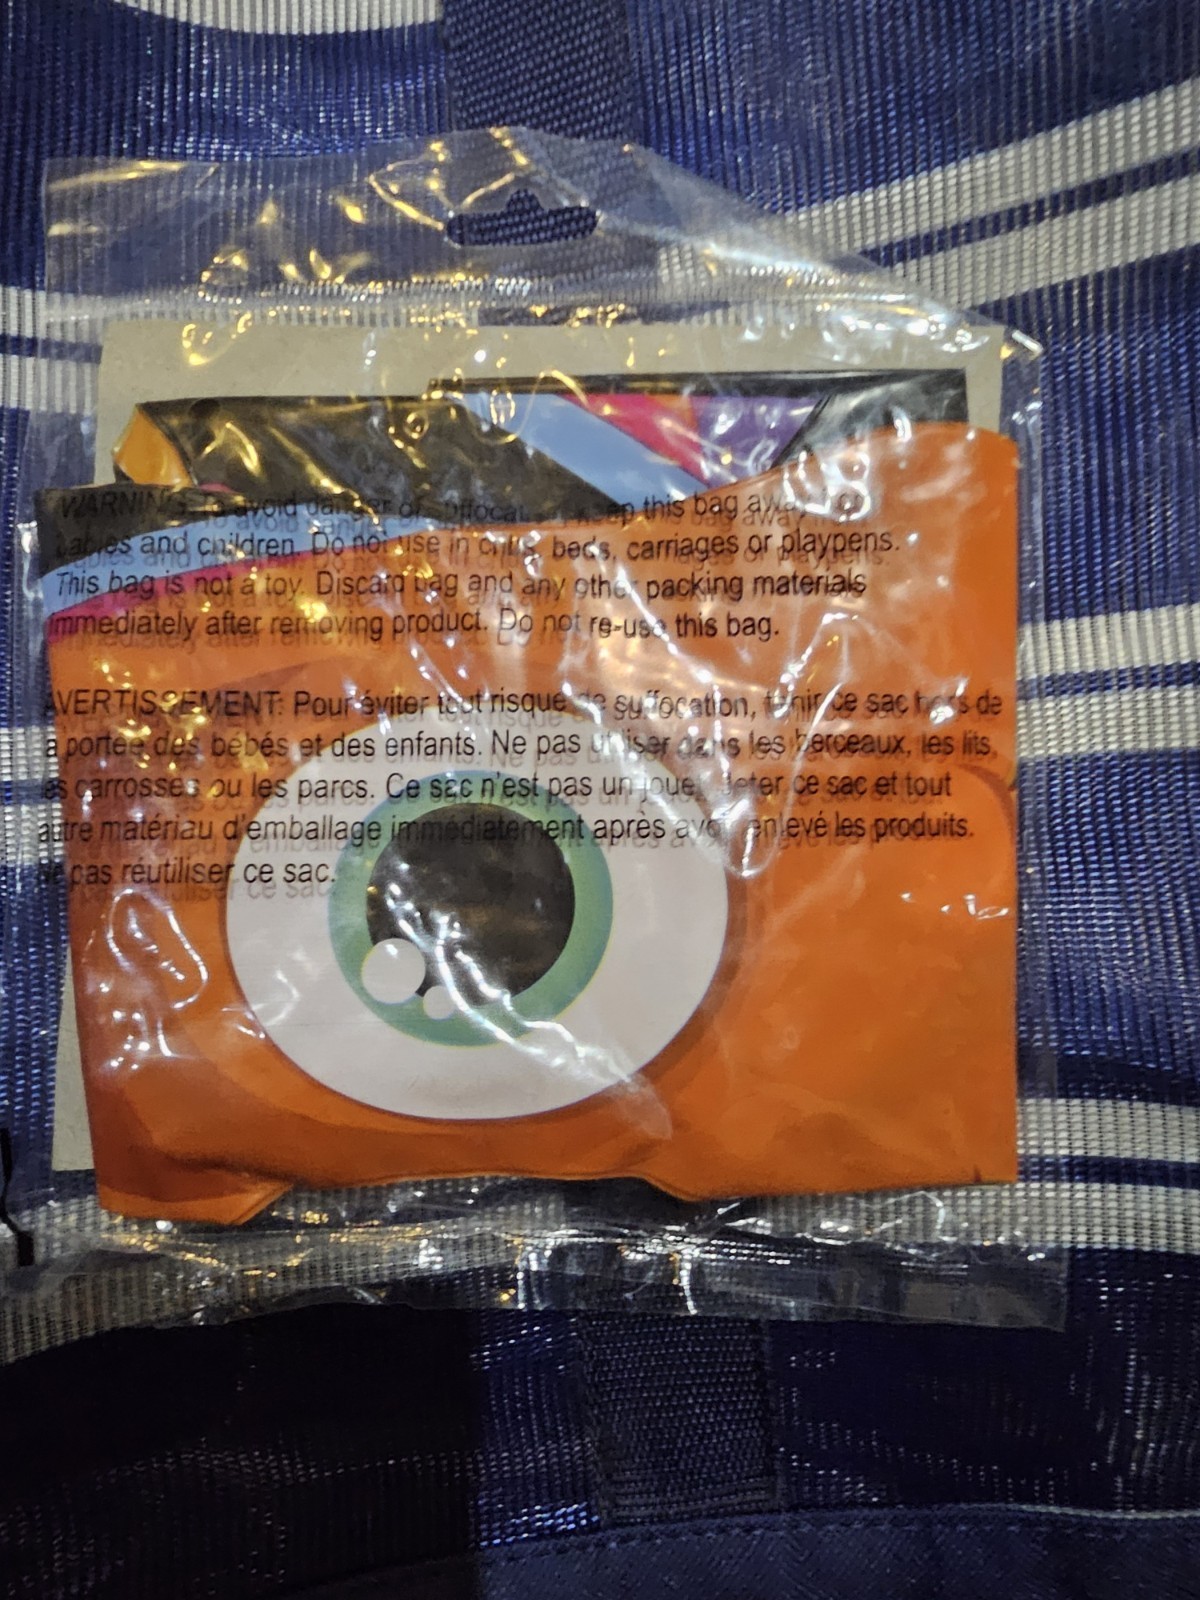 WARNING: To avoid danger of suffocation, keep this bag away from
babies and children. Do not use in cribs, beds, carriages or playpens.
This bag is not a toy. Discard bag and any other packing materials
immediately after removing product. Do not re-use this bag.
AVERTISSEMENT: Pour éviter tout risque de suffocation, tenir ce sac hors de
la portée des bébés et des enfants. Ne pas utiliser dans les berceaux, les lits,
les carrosses ou les parcs. Ce sac n'est pas un jouet. Jeter ce sac et tout
autre matériau d'emballage immédiatement après avoir enlevé les produits.
Ne pas réutiliser ce sac.